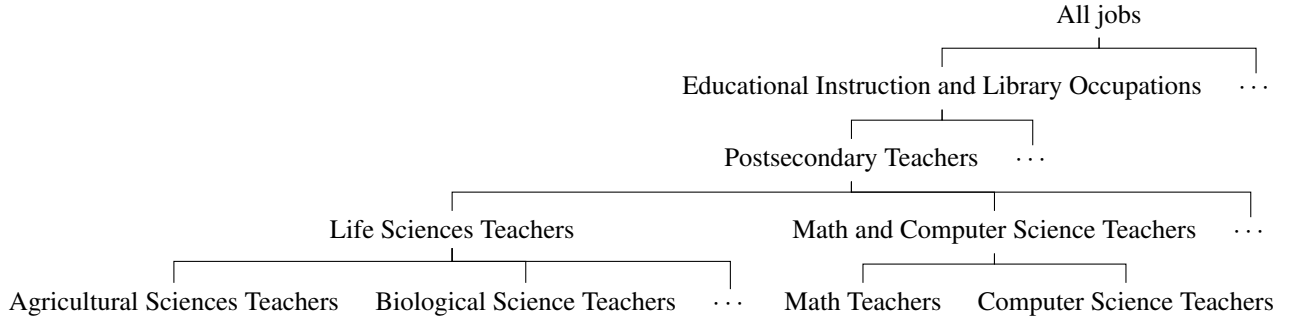 All jobs
Educational Instruction and Library Occupations ...
Postsecondary Teachers ...
Life Sciences Teachers Math and Computer Science Teachers ...
Agricultural Sciences Teachers Biological Science Teachers ... Math Teachers Computer Science Teachers